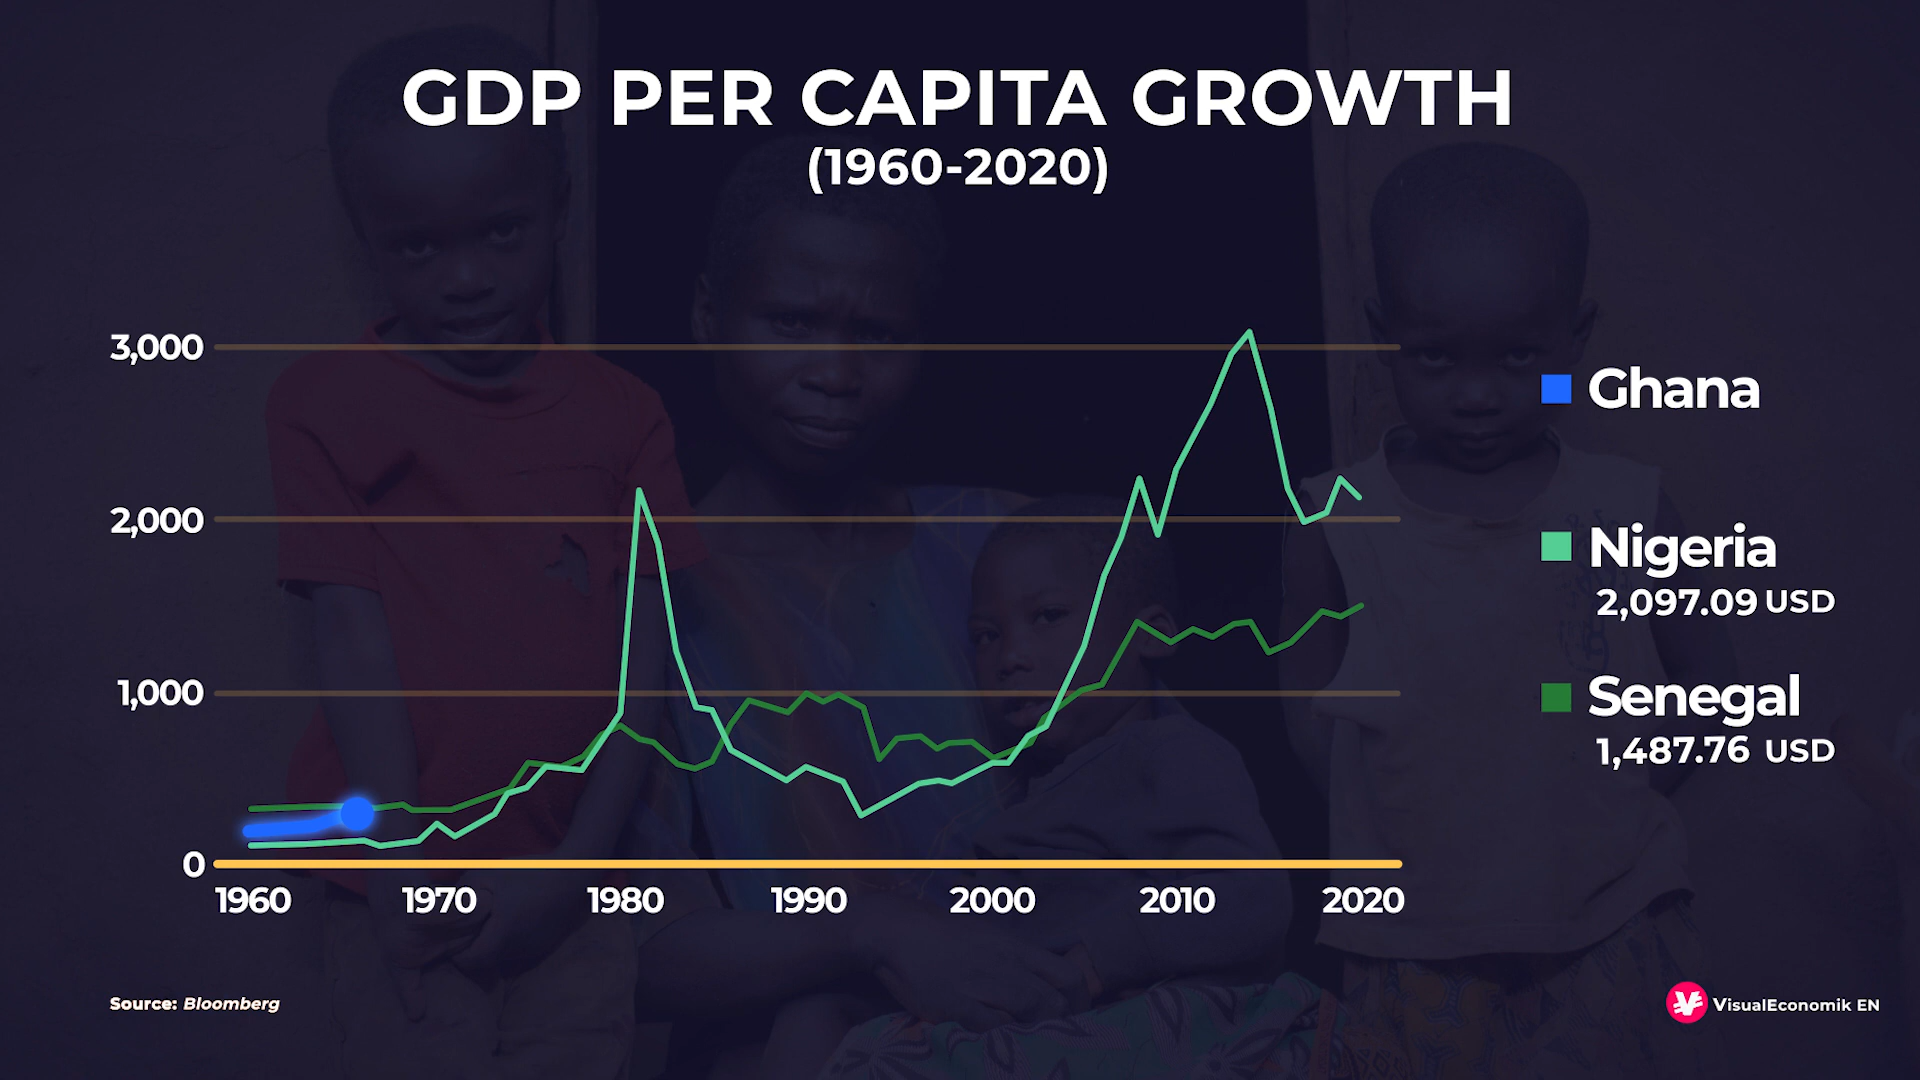 GDP PER CAPITA GROWTH
(1960-2020)
3,000
2,000
1,000
0
1960 1970 1980 1990 2000 2010 2020
Ghana
Nigeria
2,097.09 USD
Senegal
1,487.76 USD
Source: Bloomberg
VisualEconomik EN